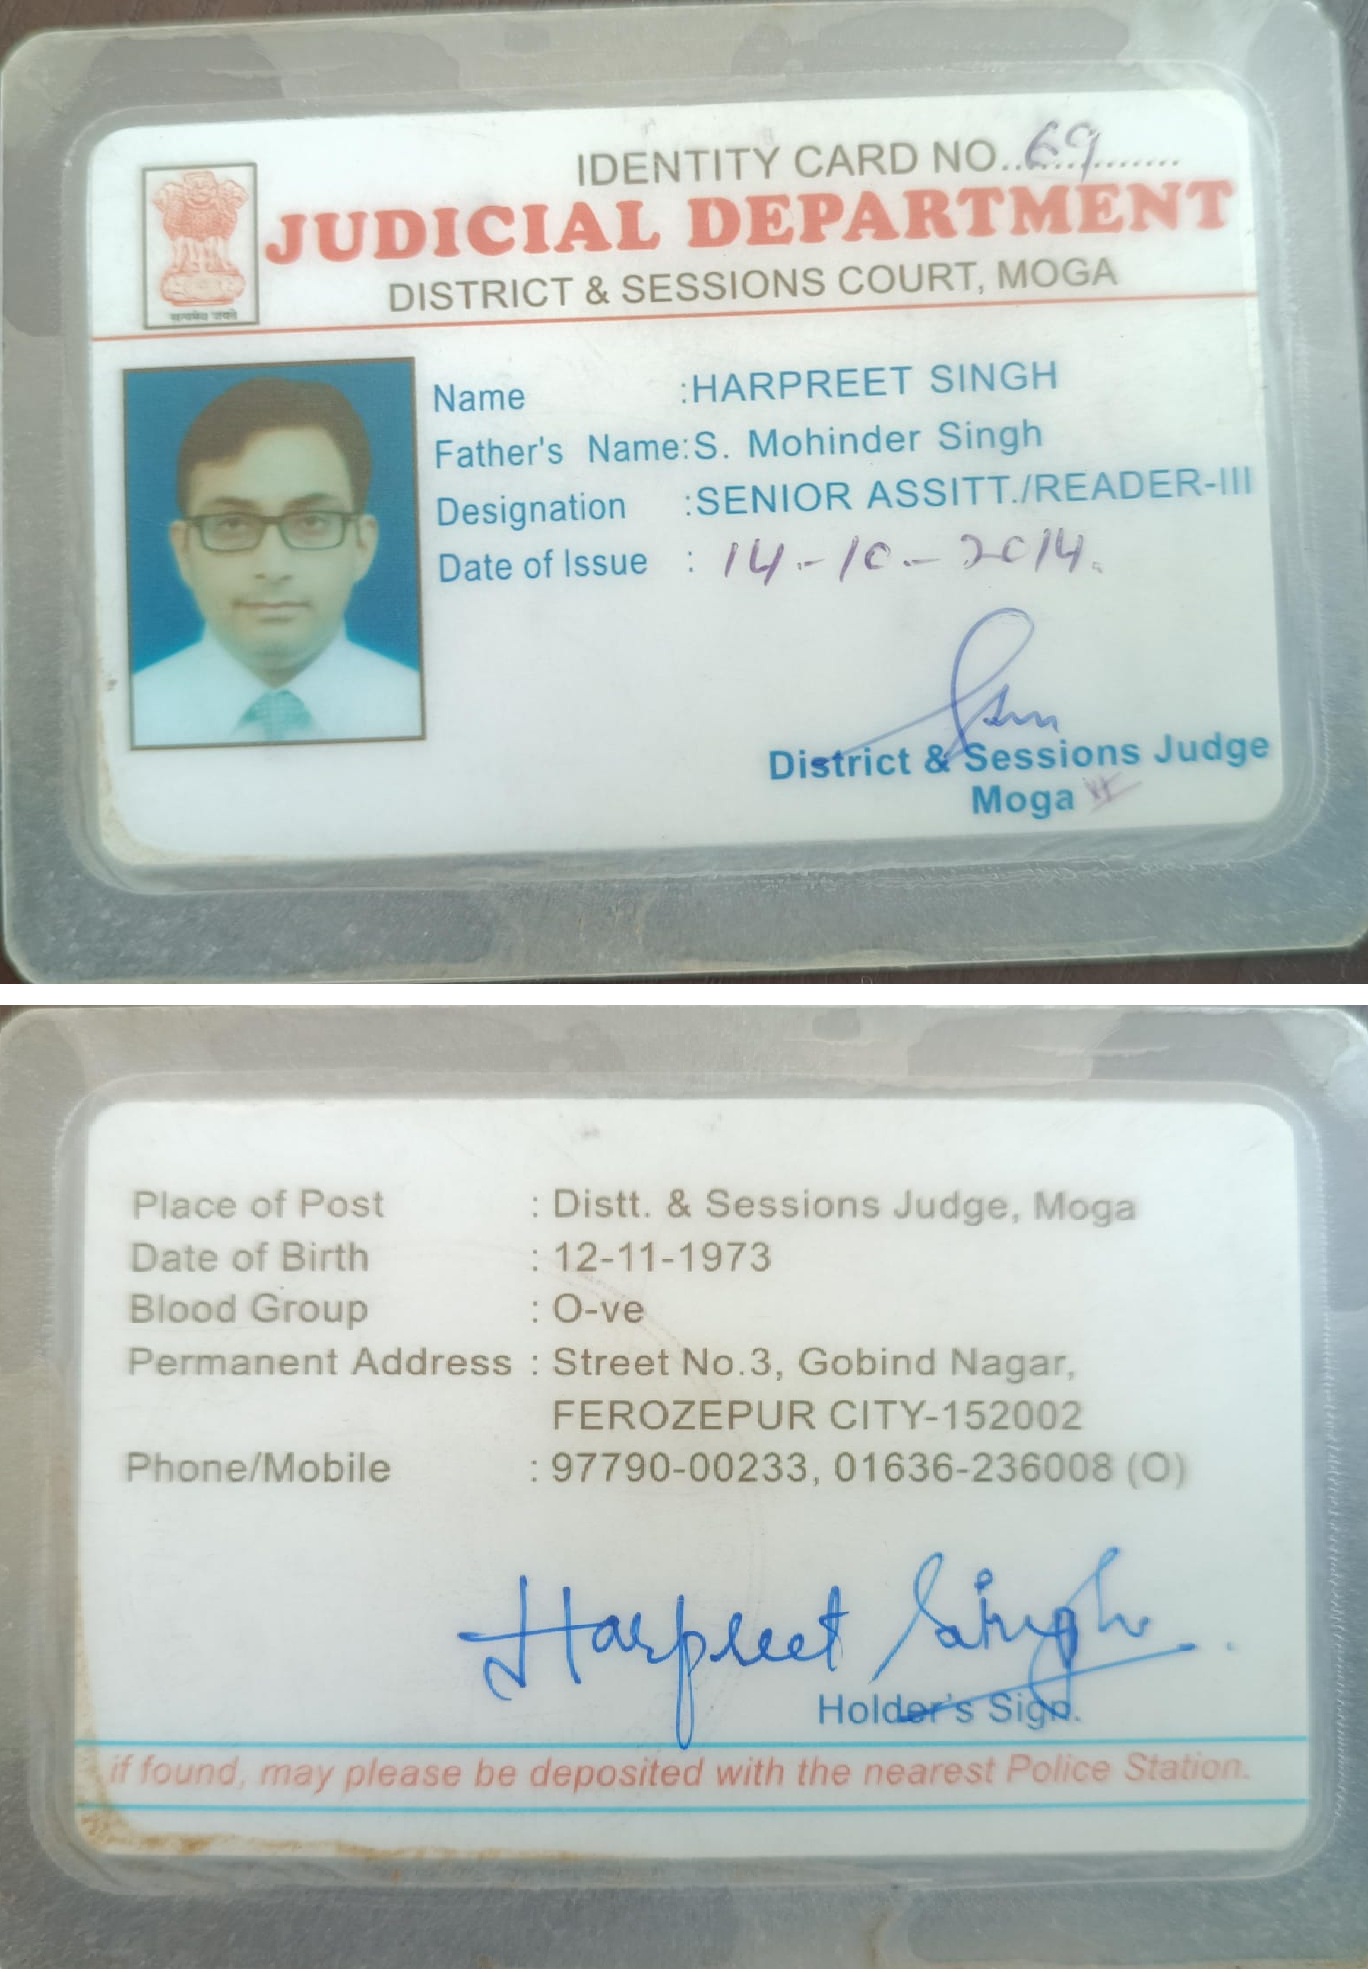 IDENTITY CARD NO..69.........
JUDICIAL DEPARTMENT
DISTRICT & SESSIONS COURT, MOGA
सत्यमेव जयते
Name :HARPREET SINGH
Father's Name:S. Mohinder Singh
Designation :SENIOR ASSITT./READER-III
Date of Issue : 14-10-2014.
District & Sessions Judge
Moga
Place of Post : Distt. & Sessions Judge, Moga
Date of Birth : 12-11-1973
Blood Group : O-ve
Permanent Address : Street No.3, Gobind Nagar,
FEROZEPUR CITY-152002
Phone/Mobile : 97790-00233, 01636-236008 (O)
Harpreet Singh.
Holder's Sign.
if found, may please be deposited with the nearest Police Station.